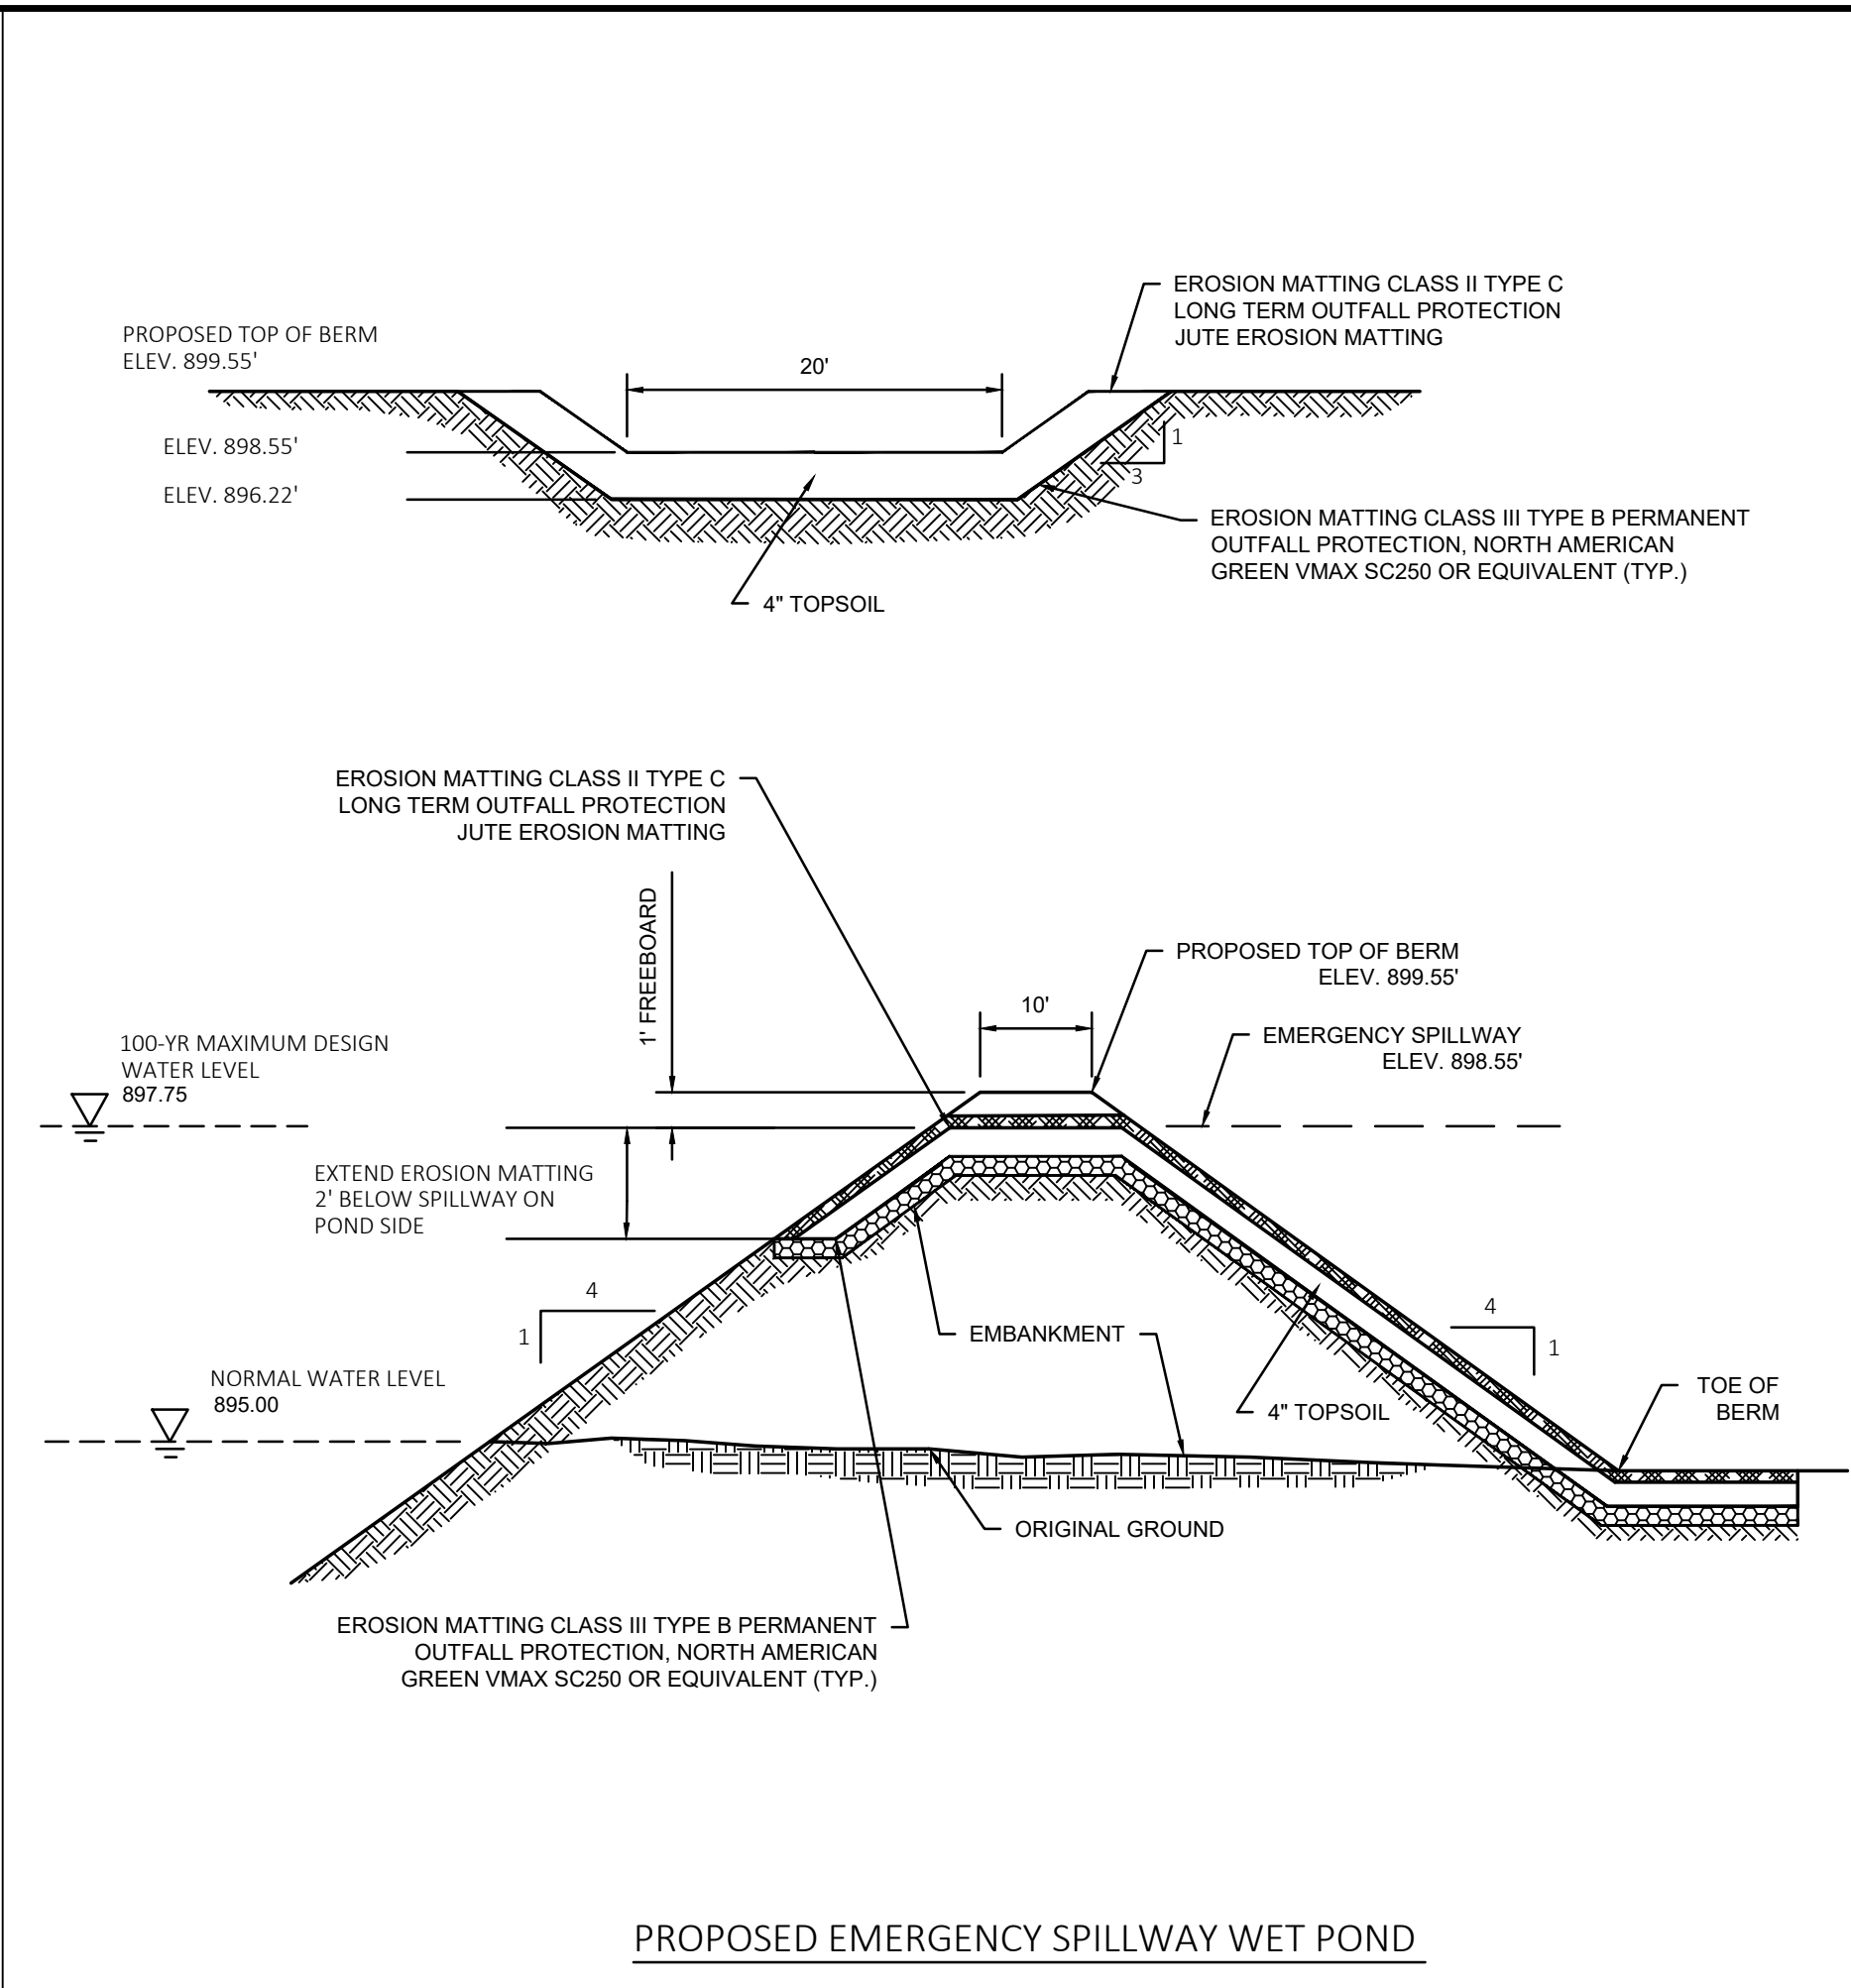 EROSION MATTING CLASS II TYPE C
LONG TERM OUTFALL PROTECTION
JUTE EROSION MATTING
PROPOSED TOP OF BERM
ELEV. 899.55'
20'
ELEV. 898.55'
1
3
ELEV. 896.22'
EROSION MATTING CLASS III TYPE B PERMANENT
OUTFALL PROTECTION, NORTH AMERICAN
GREEN VMAX SC250 OR EQUIVALENT (TYP.)
4" TOPSOIL
EROSION MATTING CLASS II TYPE C
LONG TERM OUTFALL PROTECTION
JUTE EROSION MATTING
1' FREEBOARD
PROPOSED TOP OF BERM
ELEV. 899.55'
10'
EMERGENCY SPILLWAY
ELEV. 898.55'
100-YR MAXIMUM DESIGN
WATER LEVEL
897.75
EXTEND EROSION MATTING
2' BELOW SPILLWAY ON
POND SIDE
4
1
EMBANKMENT
4
1
NORMAL WATER LEVEL
895.00
4" TOPSOIL
TOE OF
BERM
ORIGINAL GROUND
EROSION MATTING CLASS III TYPE B PERMANENT
OUTFALL PROTECTION, NORTH AMERICAN
GREEN VMAX SC250 OR EQUIVALENT (TYP.)
PROPOSED EMERGENCY SPILLWAY WET POND